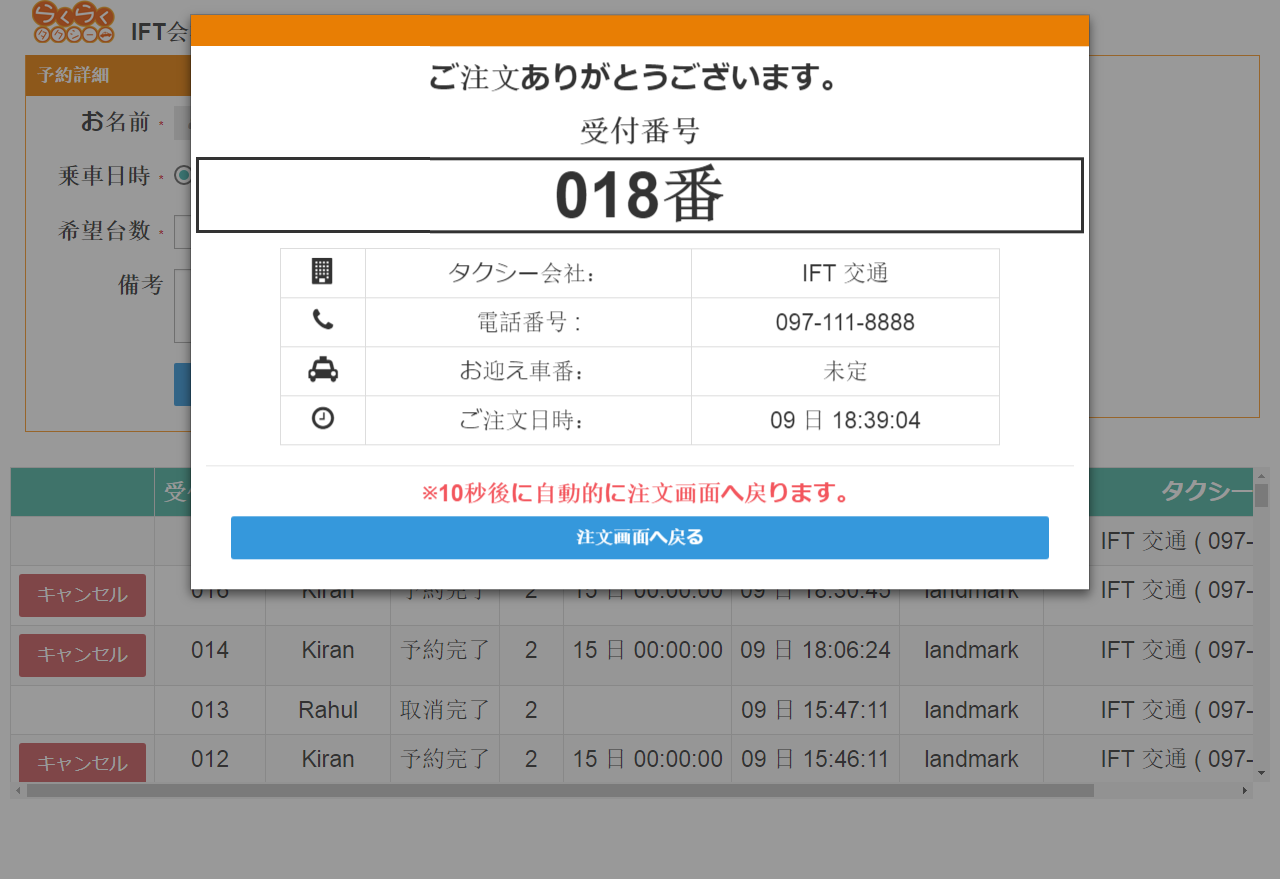 らくらく
タクシー
IFT会
予約詳細
お名前 *
乗車日時 *
希望台数 *
備考
ご注文ありがとうございます。
受付番号
018番
タクシー会社: IFT 交通
電話番号 : 097-111-8888
お迎え車番: 未定
ご注文日時: 09 日 18:39:04
※10秒後に自動的に注文画面へ戻ります。
注文画面へ戻る
受 タクシー
IFT 交通 ( 097-
キャンセル 016 Kiran 予約完了 2 15 日 00:00:00 09 日 18:30:45 landmark IFT 交通 ( 097-
キャンセル 014 Kiran 予約完了 2 15 日 00:00:00 09 日 18:06:24 landmark IFT 交通 ( 097-
013 Rahul 取消完了 2 09 日 15:47:11 landmark IFT 交通 ( 097-
キャンセル 012 Kiran 予約完了 2 15 日 00:00:00 09 日 15:46:11 landmark IFT 交通 ( 097-